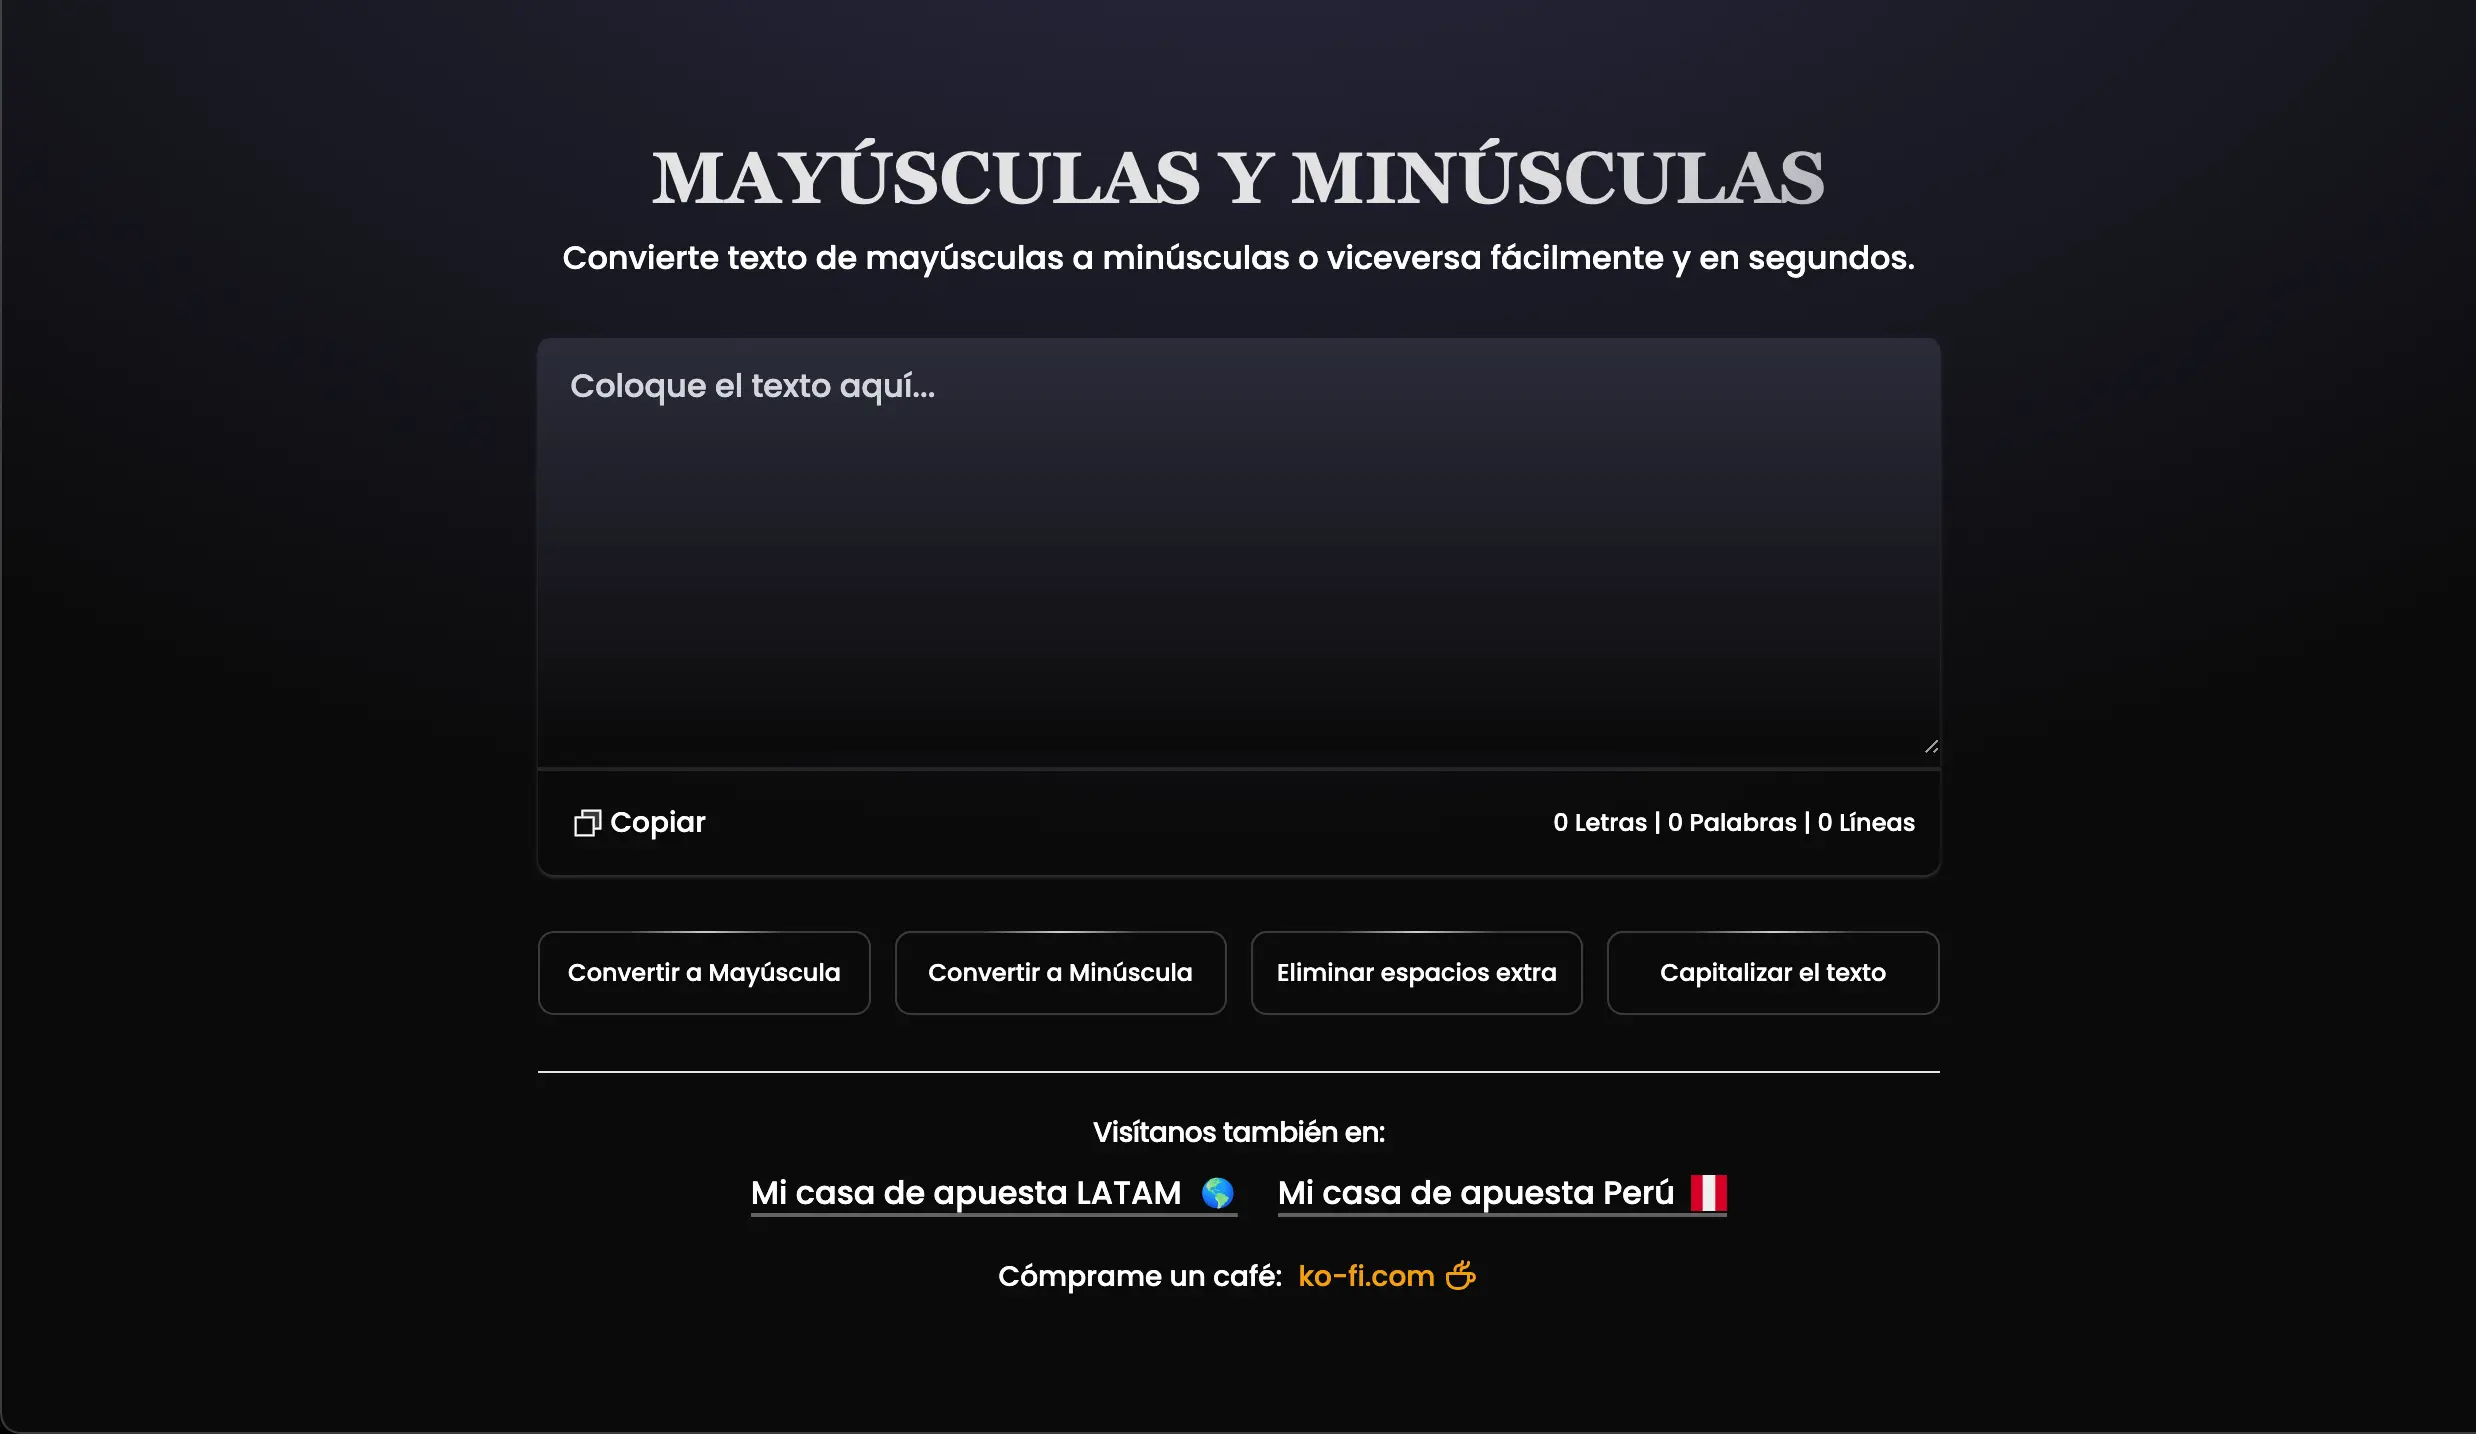 MAYÚSCULAS Y MINÚSCULAS
Convierte texto de mayúsculas a minúsculas o viceversa fácilmente y en segundos.
Coloque el texto aquí...
Copiar
0 Letras | 0 Palabras | 0 Líneas
Convertir a Mayúscula
Convertir a Minúscula
Eliminar espacios extra
Capitalizar el texto
Visítanos también en:
Mi casa de apuesta LATAM
Mi casa de apuesta Perú
Cómprame un café: ko-fi.com